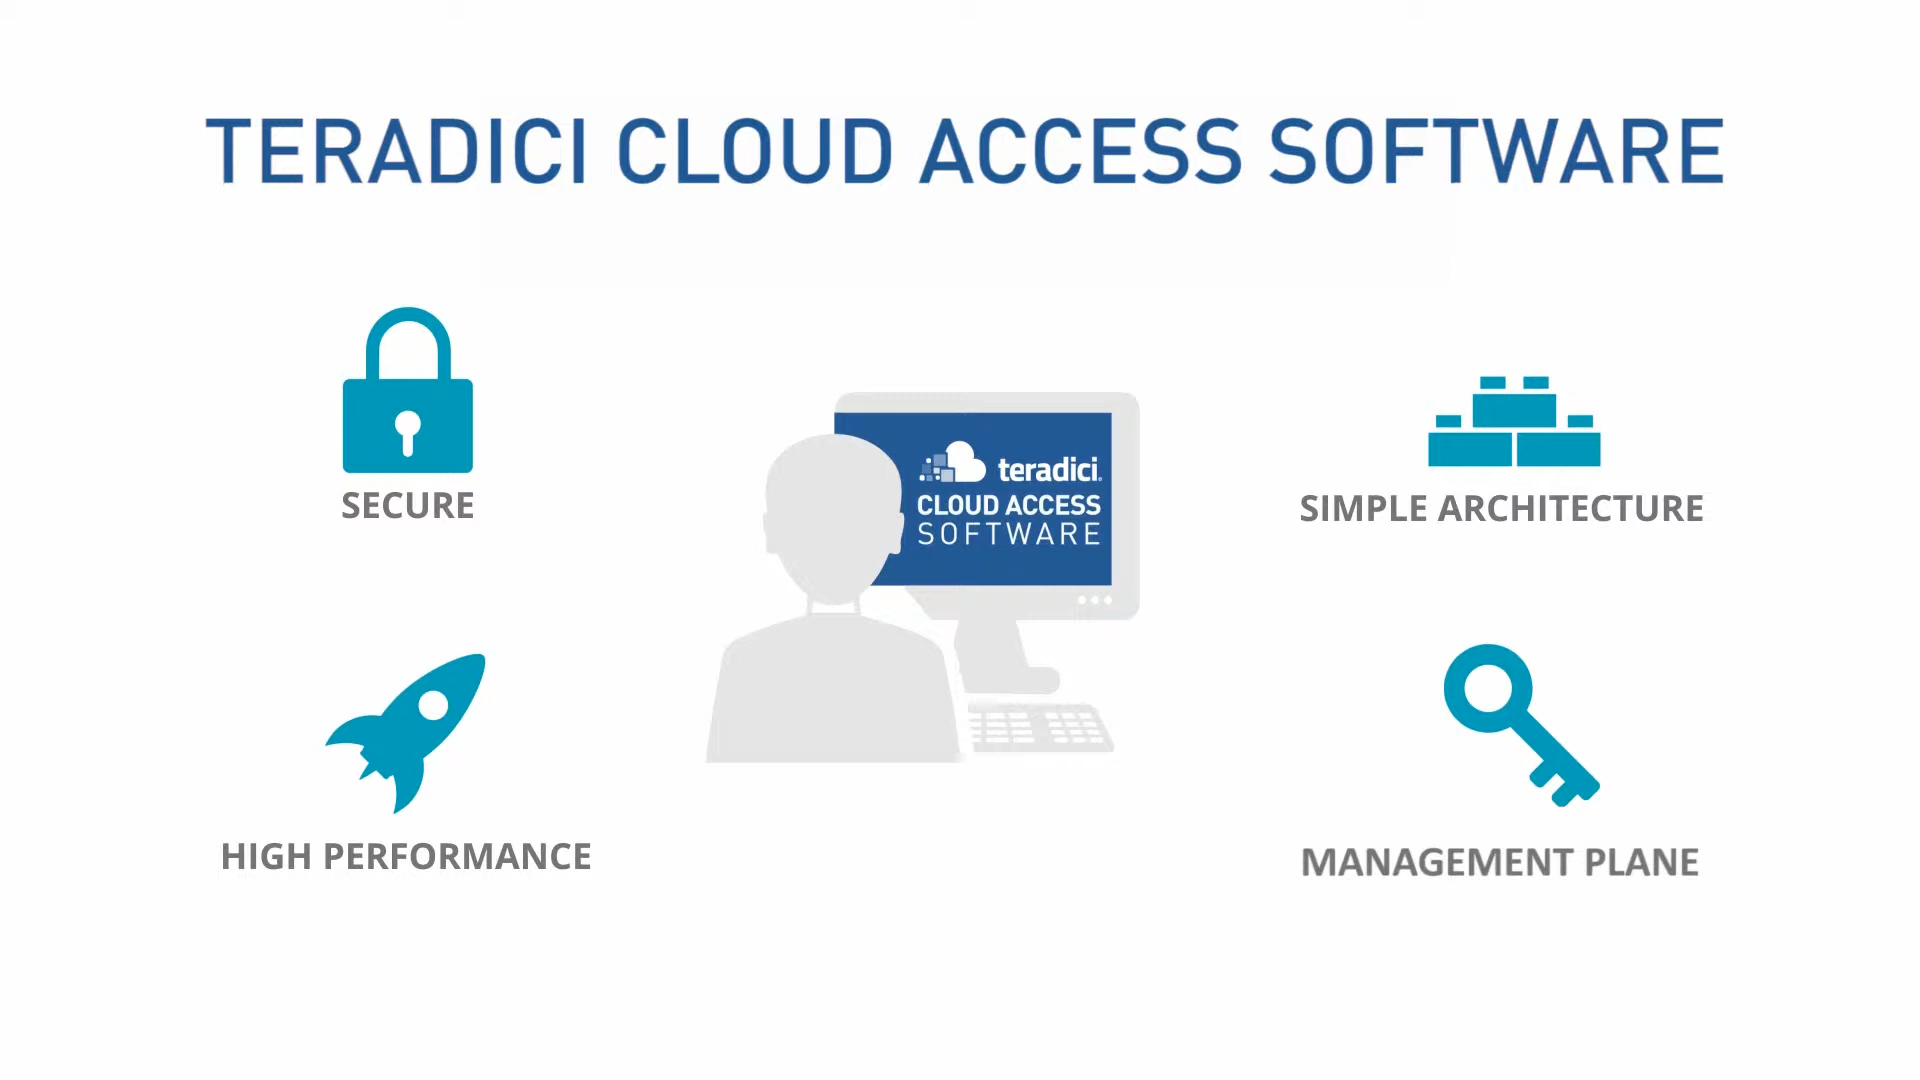 TERADICI CLOUD ACCESS SOFTWARE
SECURE
teradici
CLOUD ACCESS
SOFTWARE
SIMPLE ARCHITECTURE
HIGH PERFORMANCE
MANAGEMENT PLANE